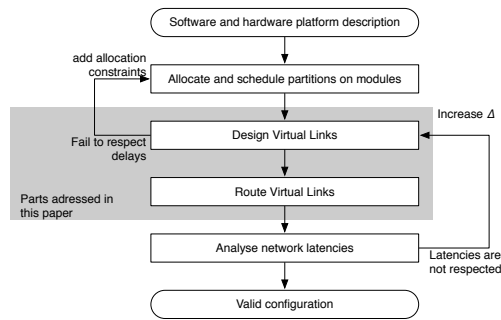 Software and hardware platform description
add allocation
constraints
Allocate and schedule partitions on modules
Increase Δ
Design Virtual Links
Fail to respect
delays
Route Virtual Links
Parts adressed in
this paper
Analyse network latencies
Latencies are
not respected
Valid configuration